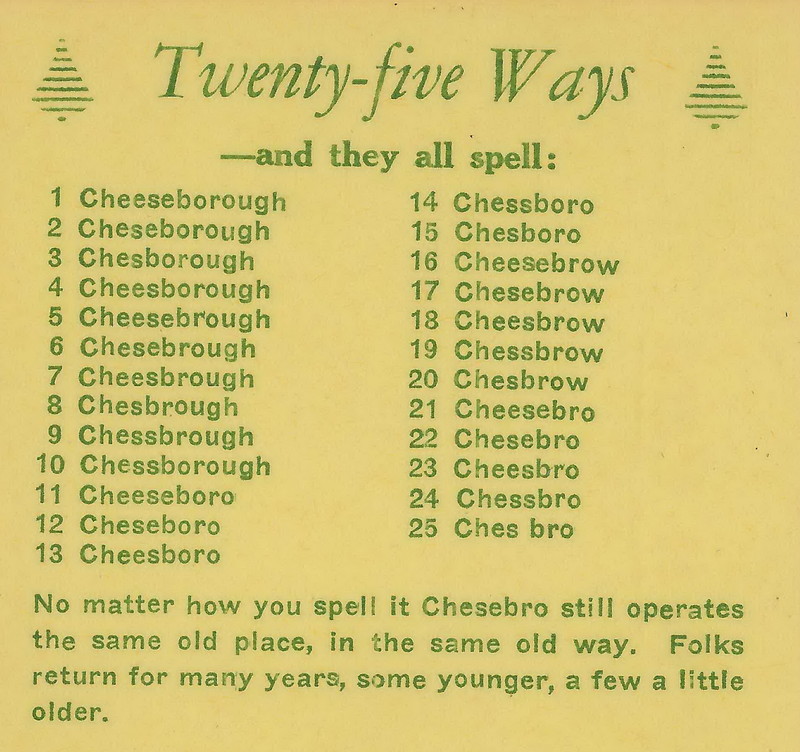 Twenty-five Ways
—and they all spell:
1 Cheeseborough
2 Cheseborough
3 Chesborough
4 Cheesborough
5 Cheesebrough
6 Chesebrough
7 Cheesbrough
8 Chesbrough
9 Chessbrough
10 Chessborough
11 Cheeseboro
12 Cheseboro
13 Cheesboro
14 Chessboro
15 Chesboro
16 Cheesebrow
17 Chesebrow
18 Cheesbrow
19 Chessbrow
20 Chesbrow
21 Cheesebro
22 Chesebro
23 Cheesbro
24 Chessbro
25 Ches bro
No matter how you spell it Chesebro still operates
the same old place, in the same old way. Folks
return for many years, some younger, a few a little
older.